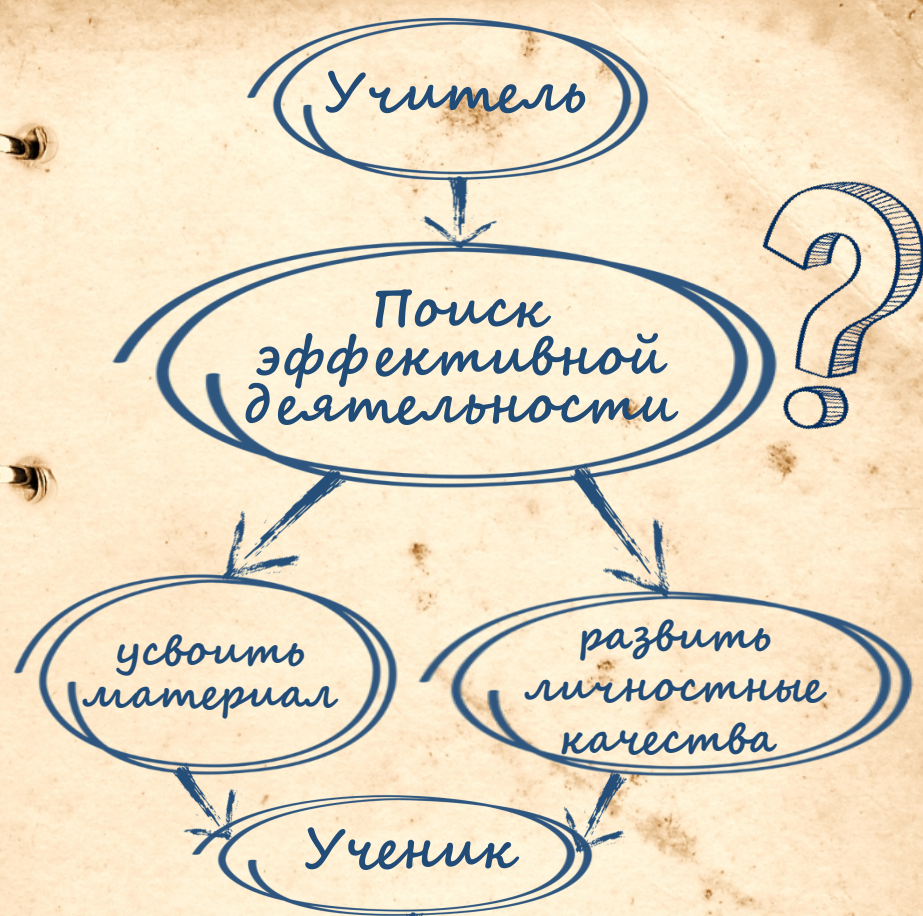 Учитель
Поиск
эффективной
деятельности
?
усвоить
материал
развить
личностные
качества
Ученик